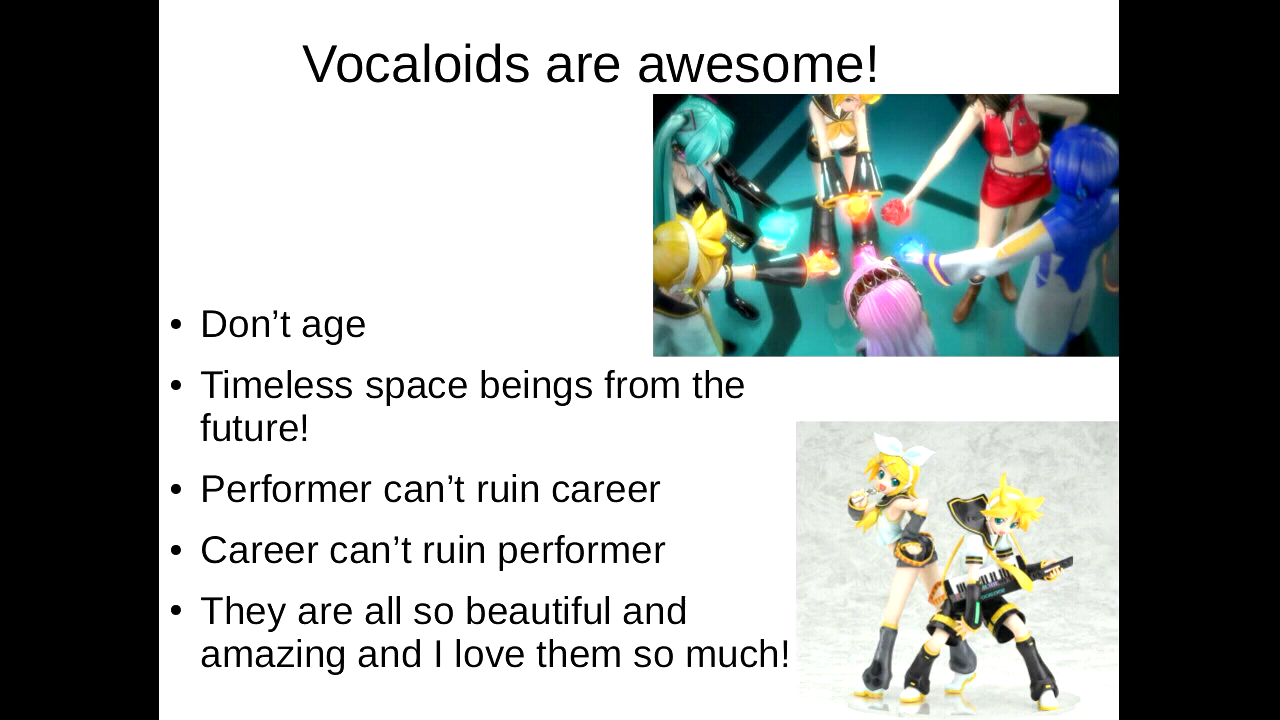 Vocaloids are awesome!
• Don’t age
• Timeless space beings from the
future!
• Performer can’t ruin career
• Career can’t ruin performer
• They are all so beautiful and
amazing and I love them so much!